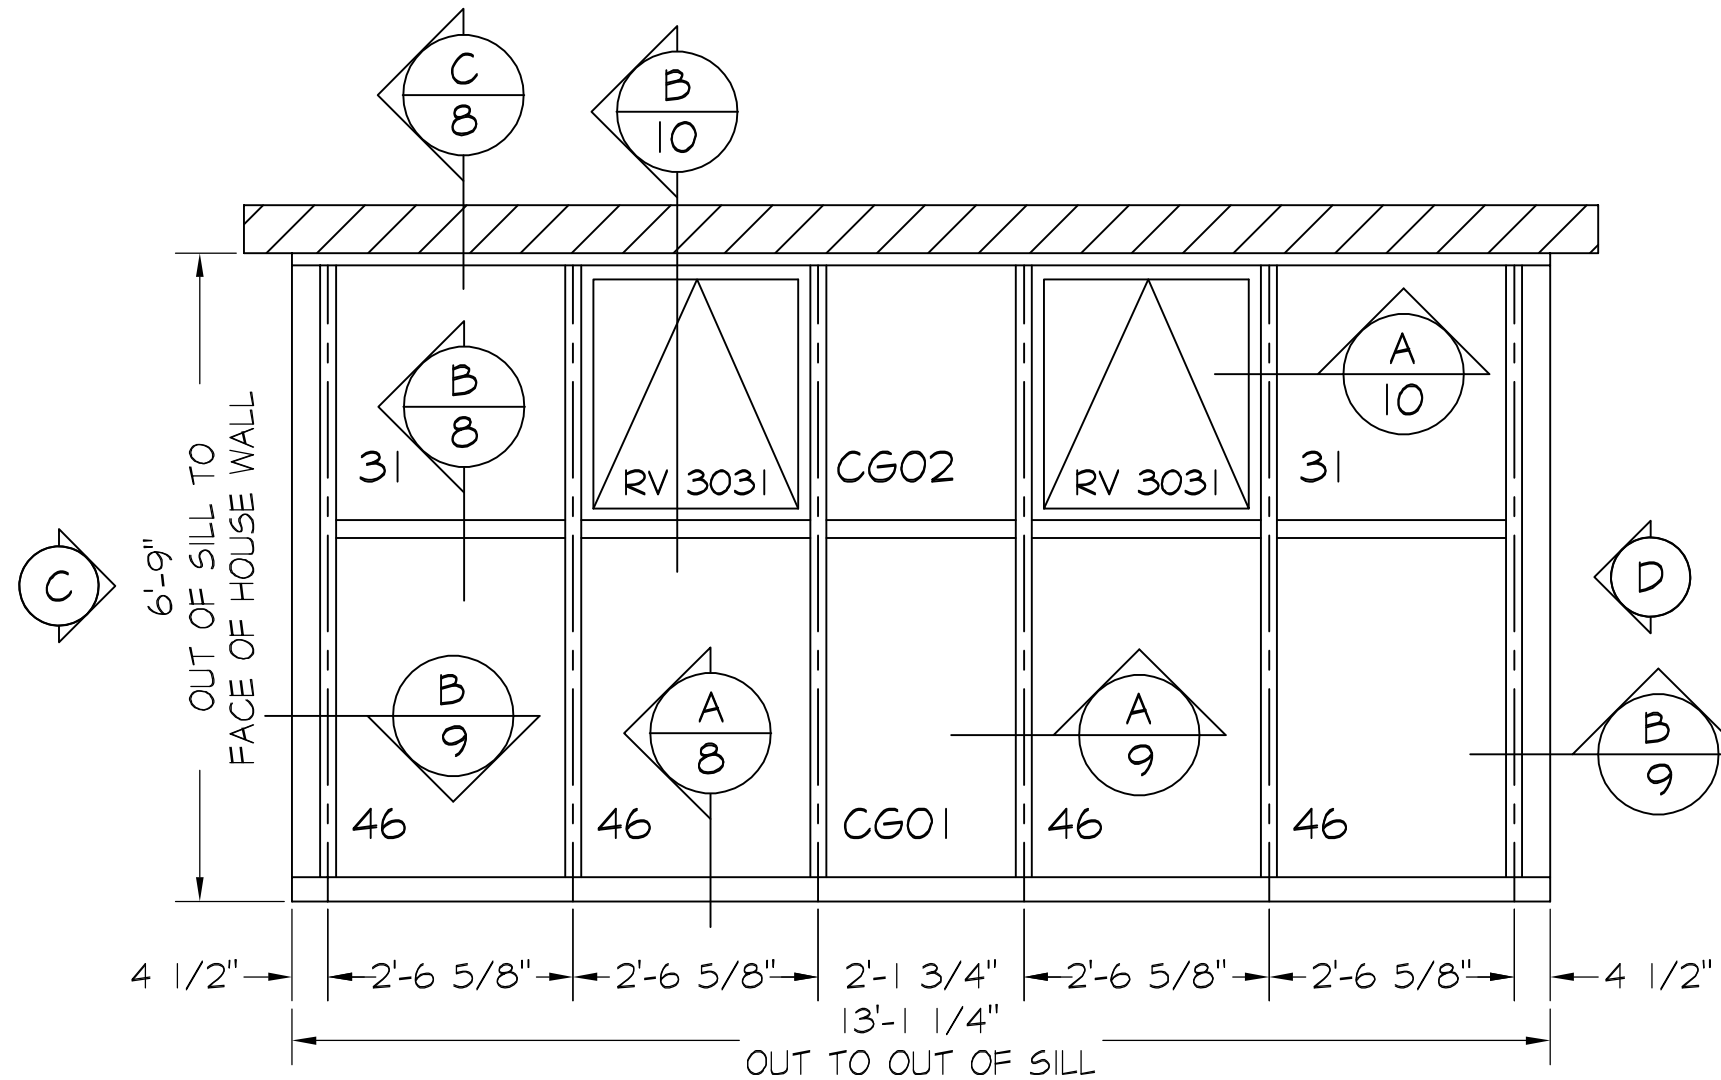 C
8
B
10
B
8
A
10
31
RV 3031
CG02
RV 3031
31
C
D
6'-9"
OUT OF SILL TO
FACE OF HOUSE WALL
B
9
A
8
A
9
B
9
46
46
CG01
46
46
4 1/2" 2'-6 5/8" 2'-6 5/8" 2'-1 3/4" 2'-6 5/8" 2'-6 5/8" 4 1/2"
13'-1 1/4"
OUT TO OUT OF SILL